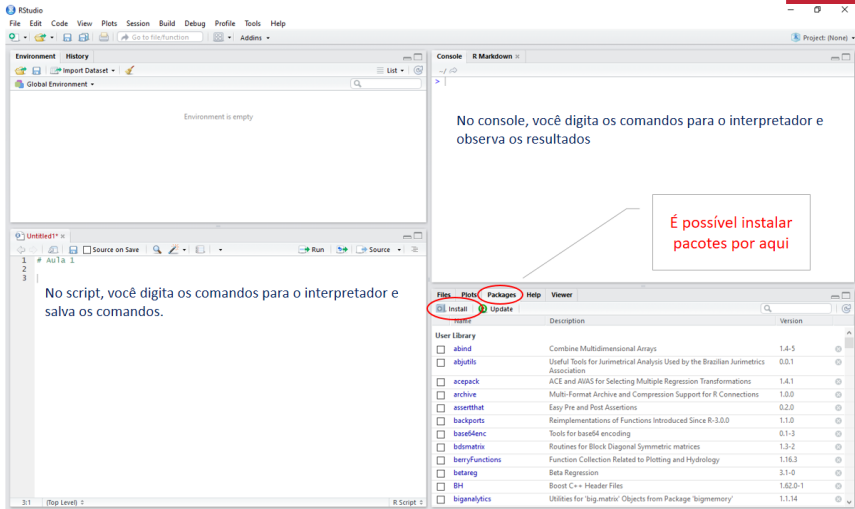 RStudio
File Edit Code View Plots Session Build Debug Profile Tools Help
Go to file/function Addins Project: (None)
Environment History
Import Dataset List
Global Environment
Environment is empty
Untitled1*
Source on Save Run Source
1 # Aula 1
2
3
No script, você digita os comandos para o interpretador e
salva os comandos.
3:1 (Top Level) R Script
Console R Markdown
~/
>
No console, você digita os comandos para o interpretador e
observa os resultados
É possível instalar
pacotes por aqui
Files Plots Packages Help Viewer
Install Update
Name Description Version
User Library
abind Combine Multidimensional Arrays 1.4-5
abjutils Useful Tools for Jurimetrical Analysis Used by the Brazilian Jurimetrics 0.0.1
Association
acepack ACE and AVAS for Selecting Multiple Regression Transformations 1.4.1
archive Multi-Format Archive and Compression Support for R Connections 1.0.0
assertthat Easy Pre and Post Assertions 0.2.0
backports Reimplementations of Functions Introduced Since R-3.0.0 1.1.0
base64enc Tools for base64 encoding 0.1-3
bdsmatrix Routines for Block Diagonal Symmetric matrices 1.3-2
berryFunctions Function Collection Related to Plotting and Hydrology 1.16.3
betareg Beta Regression 3.1-0
BH Boost C++ Header Files 1.62.0-1
biganalytics Utilities for 'big.matrix' Objects from Package 'bigmemory' 1.1.14